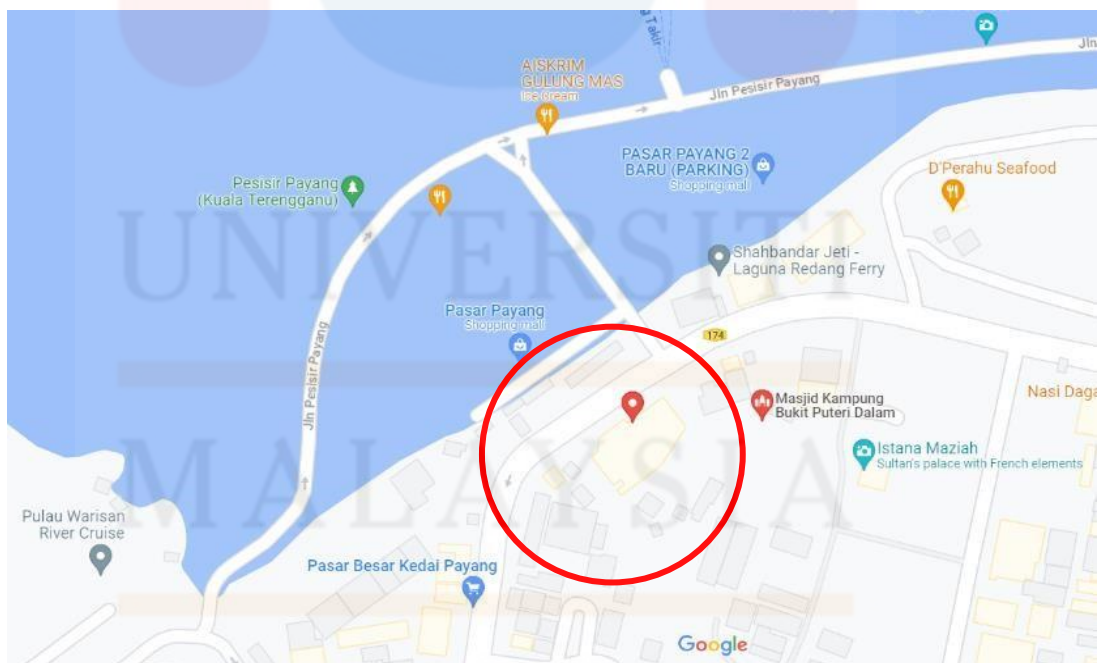 Takir
AISKRIM
GULUNG MAS
Ice Cream
Jln Pesisir Payang
Jln
PASAR PAYANG 2
BARU (PARKING)
Shopping mall
D'Perahu Seafood
Pesisir Payang
(Kuala Terengganu)
Shahbandar Jeti -
Laguna Redang Ferry
Pasar Payang
Shopping mall
174
Jln Pesisir Payang
Masjid Kampung
Bukit Puteri Dalam
Nasi Daga
Istana Maziah
Sultan's palace with French elements
Pulau Warisan
River Cruise
Pasar Besar Kedai Payang
Google
UNIVERSITI
MALAYSIA